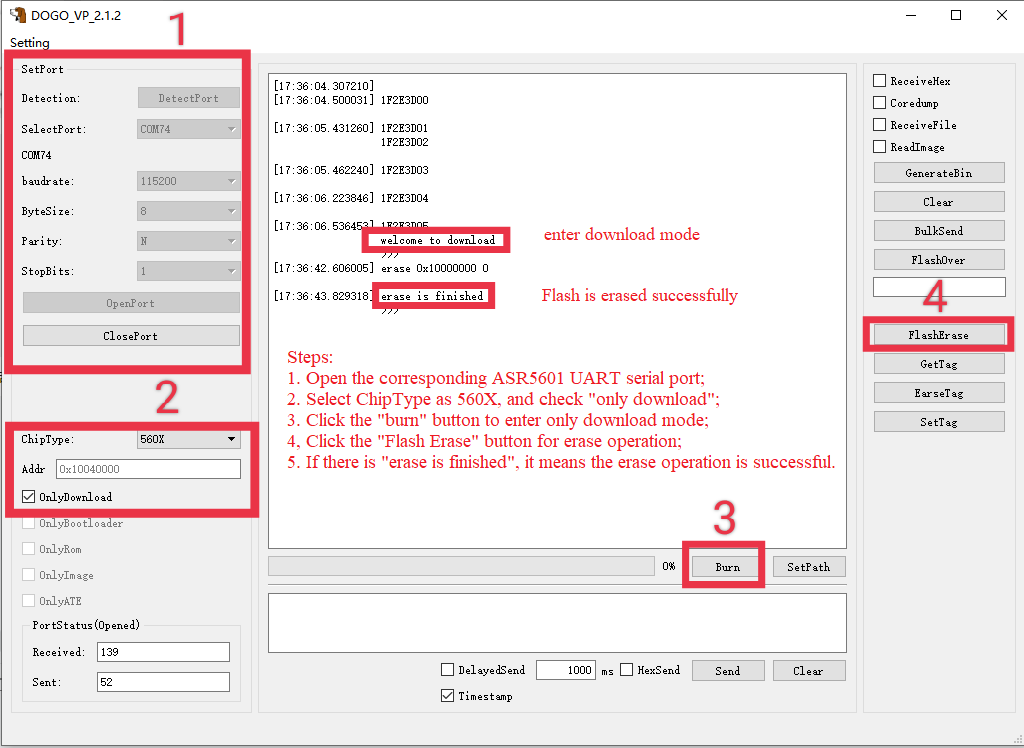 DOGO_VP_2.1.2
Setting
1
SetPort
Detection: DetectPort
SelectPort: COM74
COM74
baudrate: 115200
ByteSize: 8
Parity: N
StopBits: 1
OpenPort
ClosePort
2
ChipType: 560X
Addr 0x10040000
OnlyDownload
OnlyBootloader
OnlyRom
OnlyImage
OnlyATE
PortStatus(Opened)
Received: 139
Sent: 52
[17:36:04.307210]
[17:36:04.500031] 1F2E3D00
[17:36:05.431260] 1F2E3D01
1F2E3D02
[17:36:05.462240] 1F2E3D03
[17:36:06.223846] 1F2E3D04
[17:36:06.536453] 1F2E3D05
welcome to download enter download mode
>>>
[17:36:42.606005] erase 0x10000000 0
[17:36:43.829318] erase is finished Flash is erased successfully
>>>
Steps:
1. Open the corresponding ASR5601 UART serial port;
2. Select ChipType as 560X, and check "only download";
3. Click the "burn" button to enter only download mode;
4, Click the "Flash Erase" button for erase operation;
5. If there is "erase is finished", it means the erase operation is successful.
3
0% Burn SetPath
DelayedSend 1000 ms HexSend Send Clear
Timestamp
ReceiveHex
Coredump
ReceiveFile
ReadImage
GenerateBin
Clear
BulkSend
FlashOver
4
FlashErase
GetTag
EarseTag
SetTag